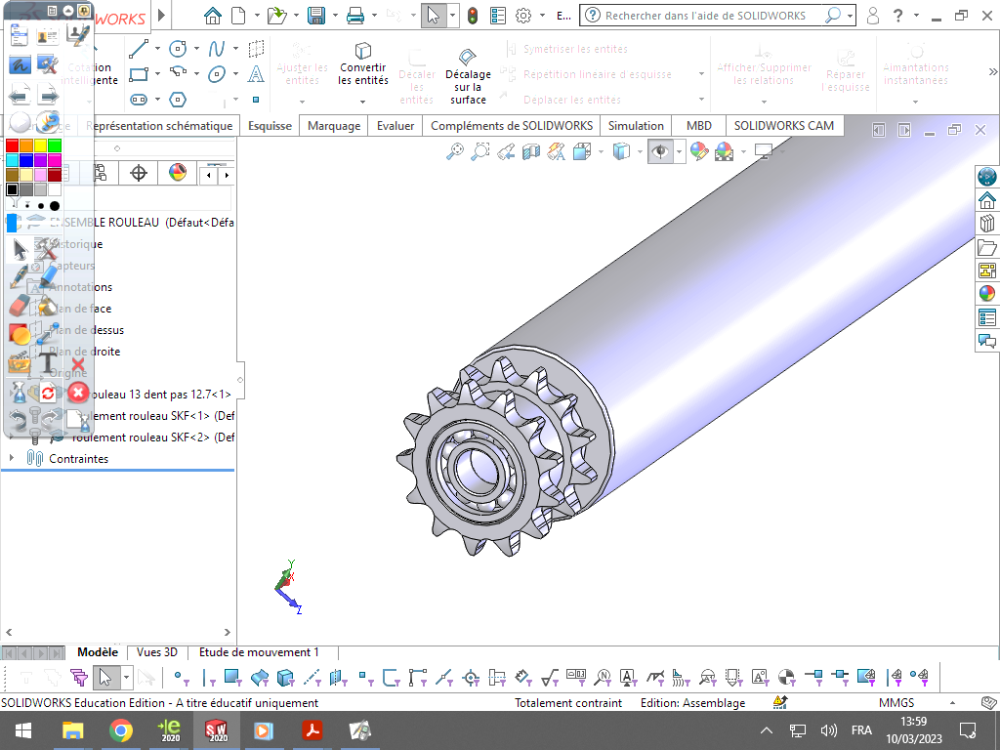 SOLIDWORKS
E...
Rechercher dans l'aide de SOLIDWORKS
Ajuster les entités
Convertir les entités
Décaler les entités
Décalage sur la surface
Symétriser les entités
Répétition linéaire d'esquisse
Déplacer les entités
Afficher/Supprimer les relations
Réparer l'esquisse
Aimantations instantanées
Représentation schématique
Esquisse
Marquage
Evaluer
Compléments de SOLIDWORKS
Simulation
MBD
SOLIDWORKS CAM
ENSEMBLE ROULEAU (Défaut<Défa
Historique
Capteurs
Annotations
Plan de face
Plan de dessus
Plan de droite
Origine
rouleau 13 dent pas 12.7<1>
roulement rouleau SKF<1> (Def
roulement rouleau SKF<2> (Def
Contraintes
Y
X
Z
Modèle
Vues 3D
Etude de mouvement 1
SOLIDWORKS Education Edition - A titre éducatif uniquement
Totalement contraint
Edition: Assemblage
MMGS
2020
SW
2020
FRA
13:59
10/03/2023